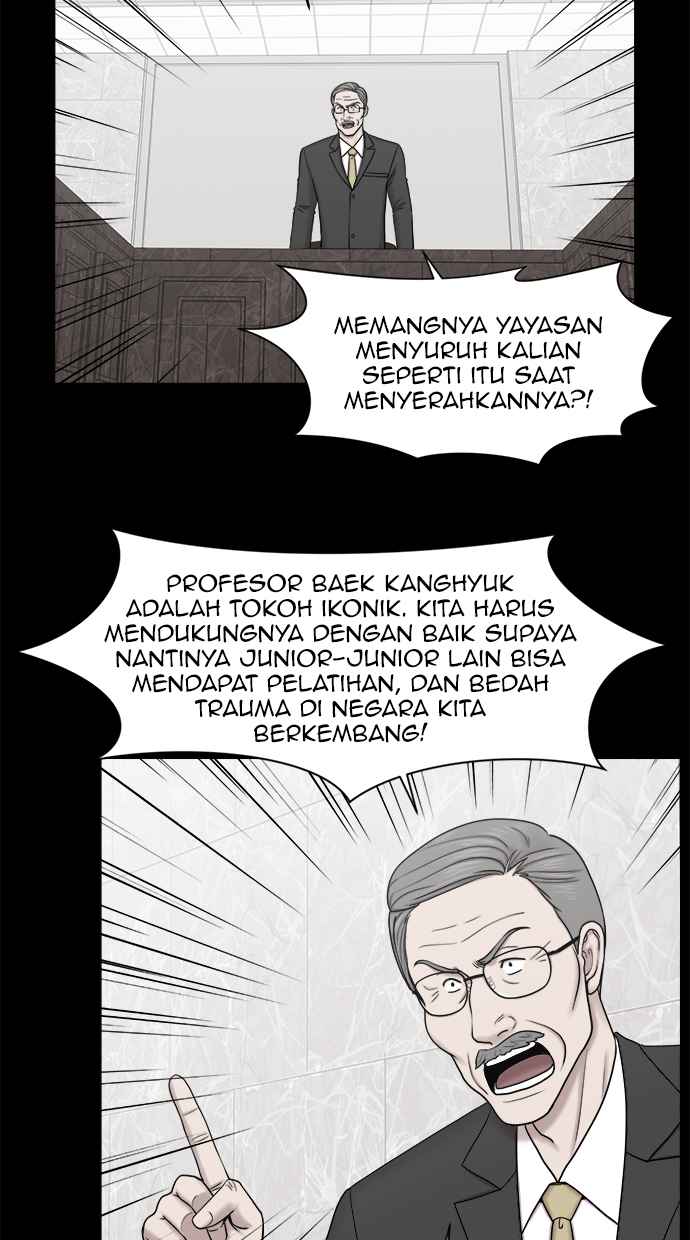 MEMANGNYA YAYASAN
MENYURUH KALIAN
SEPERTI ITU SAAT
MENYERAHKANNYA?!
PROFESOR BAEK KANGHYUK
ADALAH TOKOH IKONIK. KITA HARUS
MENDUKUNGNYA DENGAN BAIK SUPAYA
NANTINYA JUNIOR-JUNIOR LAIN BISA
MENDAPAT PELATIHAN, DAN BEDAH
TRAUMA DI NEGARA KITA
BERKEMBANG!